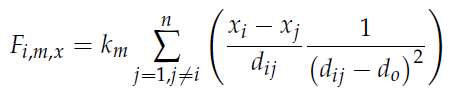 F_{i,m,x} = k_m \sum_{j=1, j \neq i}^{n} \left( \frac{x_i - x_j}{d_{ij}} \frac{1}{(d_{ij} - d_o)^2} \right)